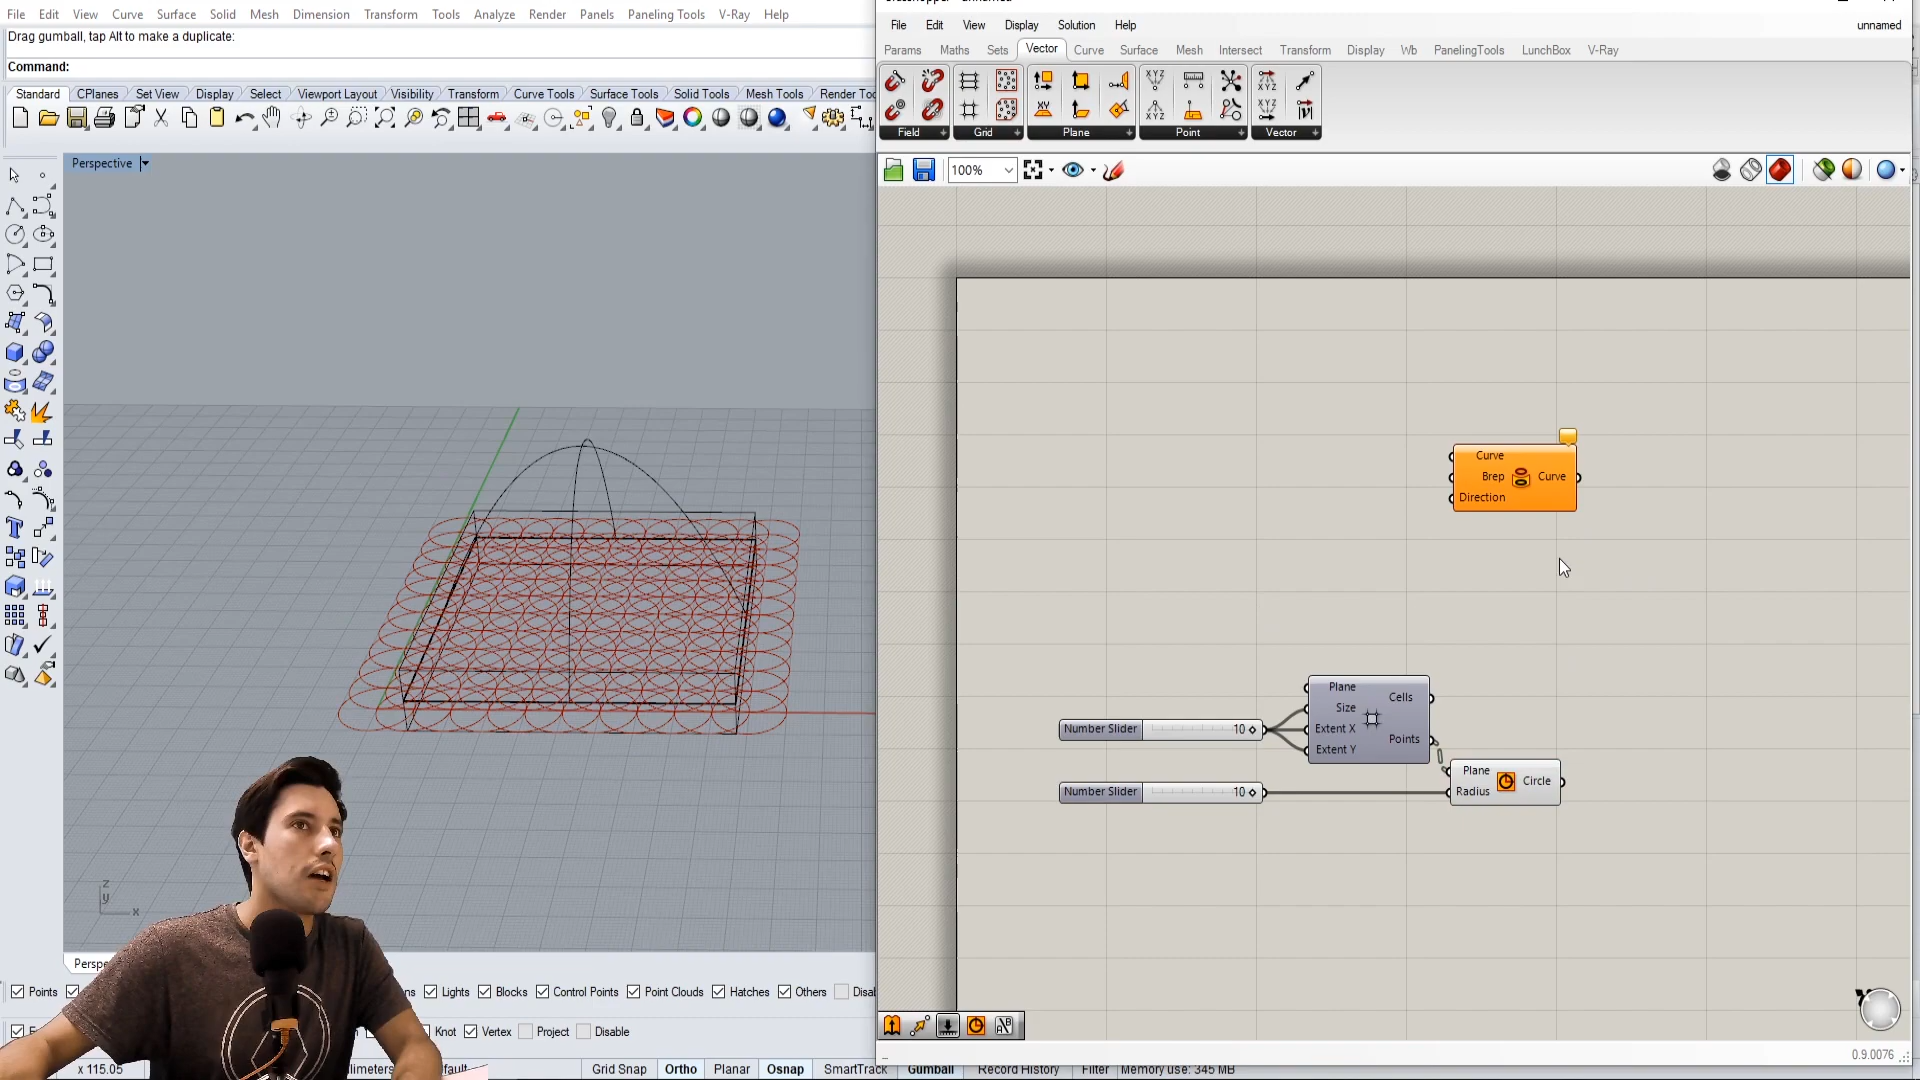 File Edit View Curve Surface Solid Mesh Dimension Transform Tools Analyze Render Panels Paneling Tools V-Ray Help
Drag gumball, tap Alt to make a duplicate:
Command:
Standard CPlanes Set View Display Select Viewport Layout Visibility Transform Curve Tools Surface Tools Solid Tools Mesh Tools Render Too
Perspective
z
y
x
Perspe
Points ns Lights Blocks Control Points Point Clouds Hatches Others Disa
Knot Vertex Project Disable
x 115.05 limeters Grid Snap Ortho Planar Osnap SmartTrack Gumball Record History Filter Memory use: 345 MB
File Edit View Display Solution Help unnamed
Params Maths Sets Vector Curve Surface Mesh Intersect Transform Display Wb PanelingTools LunchBox V-Ray
Field Grid Plane Point Vector
100%
Curve
Brep Curve
Direction
Plane
Cells
Size
Number Slider 10 Extent X
Points
Extent Y
Plane
Circle
Number Slider 10 Radius
0.9.0076